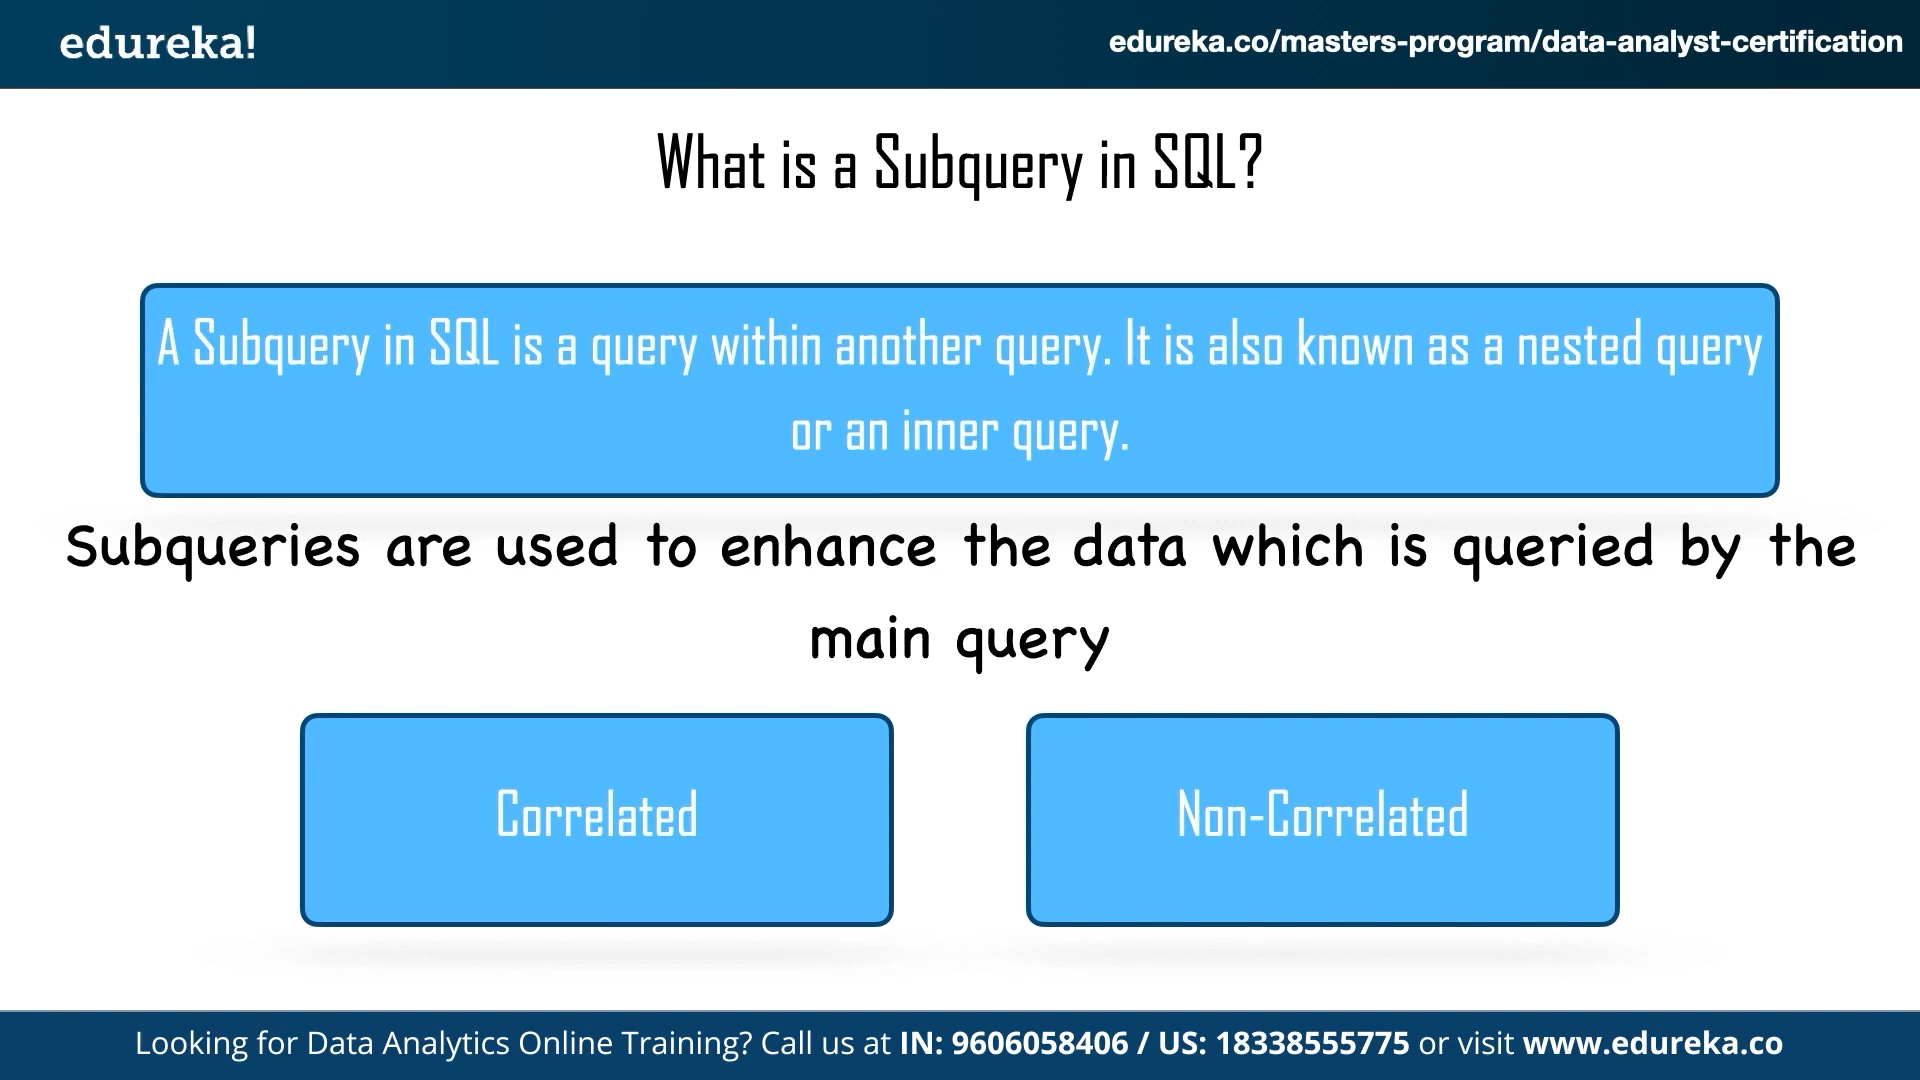 edureka!
edureka.co/masters-program/data-analyst-certification
What is a Subquery in SQL?
A Subquery in SQL is a query within another query. It is also known as a nested query
or an inner query.
Subqueries are used to enhance the data which is queried by the
main query
Correlated
Non-Correlated
Looking for Data Analytics Online Training? Call us at IN: 9606058406 / US: 18338555775 or visit www.edureka.co